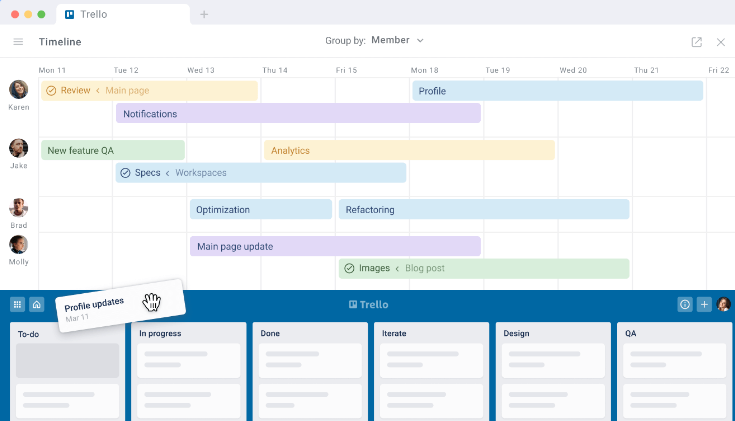 Trello
Timeline
Group by: Member
Mon 11 Tue 12 Wed 13 Thu 14 Fri 15 Mon 18 Tue 19 Wed 20 Thu 21 Fri 22
Karen
Review ‹ Main page
Profile
Notifications
Jake
New feature QA
Analytics
Specs ‹ Workspaces
Brad
Optimization
Refactoring
Molly
Main page update
Images ‹ Blog post
Profile updates
Mar 11
Trello
To-do
In progress
Done
Iterate
Design
QA